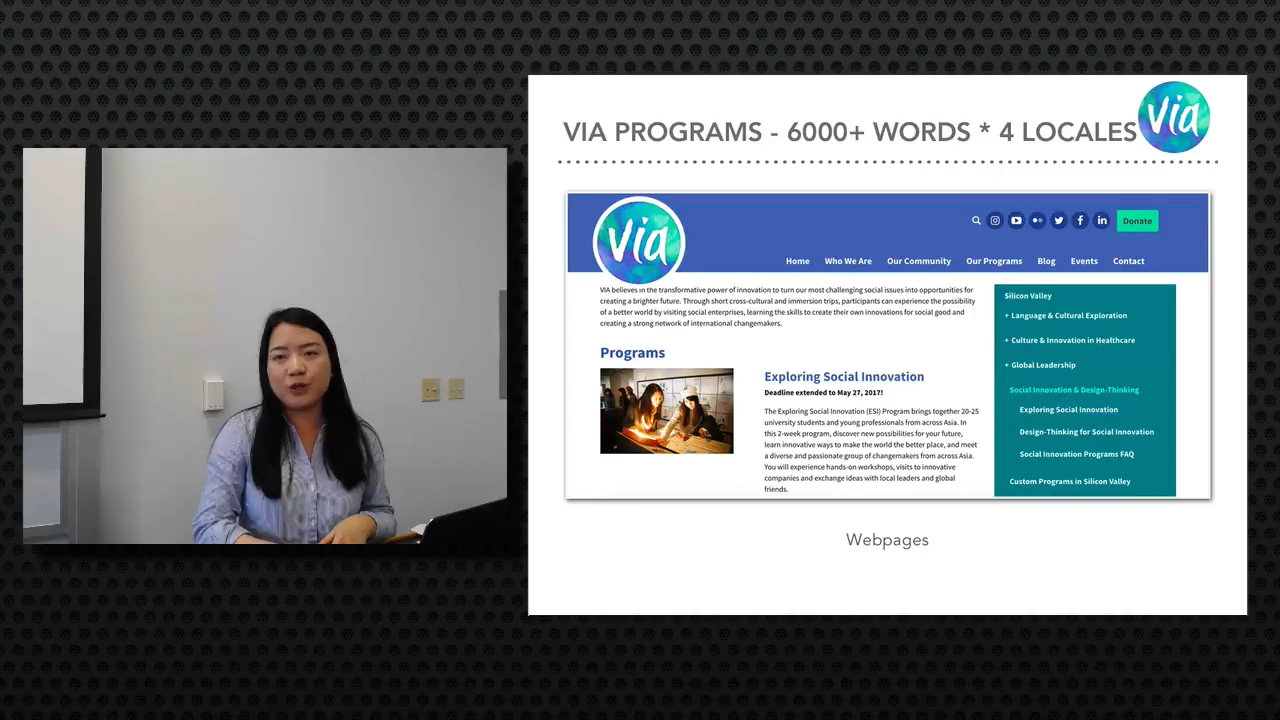 VIA PROGRAMS - 6000+ WORDS * 4 LOCALES
via
via
Donate
Home Who We Are Our Community Our Programs Blog Events Contact
VIA believes in the transformative power of innovation to turn our most challenging social issues into opportunities for
creating a brighter future. Through short cross-cultural and immersion trips, participants can experience the possibility
of a better world by visiting social enterprises, learning the skills to create their own innovations for social good and
creating a strong network of international changemakers.
Programs
Exploring Social Innovation
Deadline extended to May 27, 2017!
The Exploring Social Innovation (ESI) Program brings together 20-25
university students and young professionals from across Asia. In
this 2-week program, discover new possibilities for your future,
learn innovative ways to make the world the better place, and meet
a diverse and passionate group of changemakers from across Asia.
You will experience hands-on workshops, visits to innovative
companies and exchange ideas with local leaders and global
friends.
Silicon Valley
+ Language & Cultural Exploration
+ Culture & Innovation in Healthcare
+ Global Leadership
Social Innovation & Design-Thinking
Exploring Social Innovation
Design-Thinking for Social Innovation
Social Innovation Programs FAQ
Custom Programs in Silicon Valley
Webpages